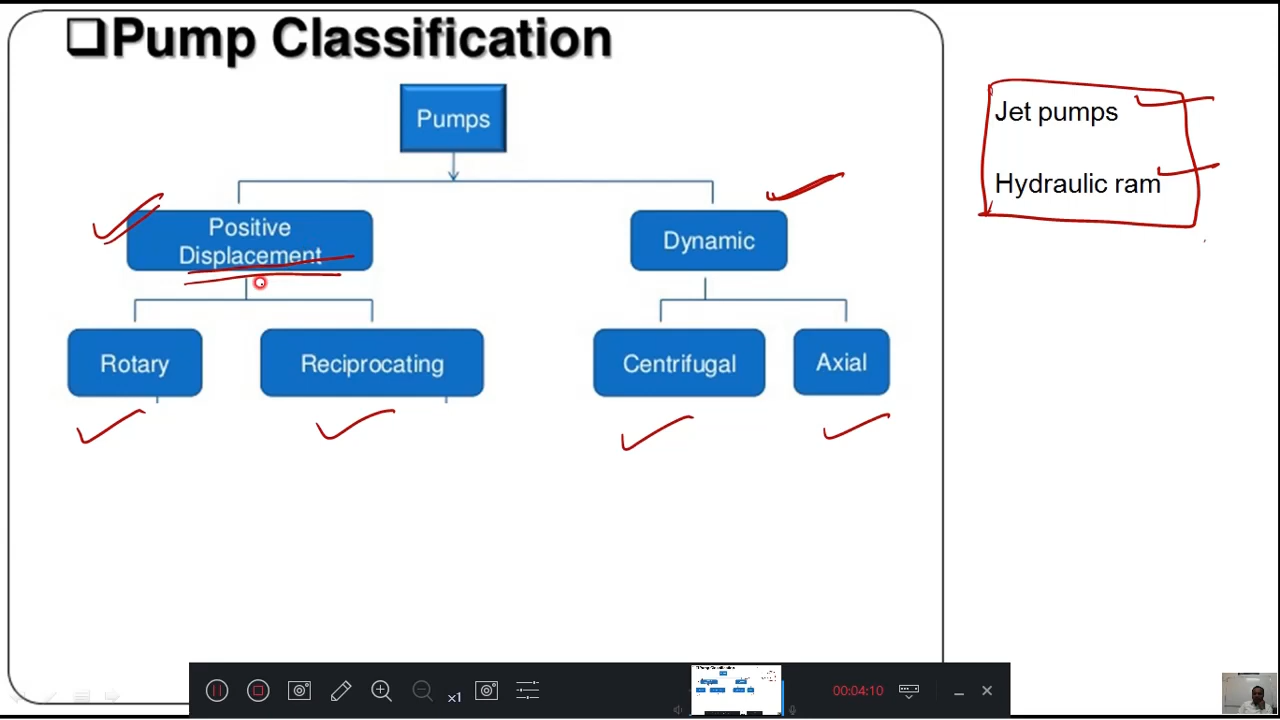 ❑Pump Classification
Pumps
Jet pumps
Hydraulic ram
Positive
Displacement
Dynamic
Rotary
Reciprocating
Centrifugal
Axial
x1
00:04:10